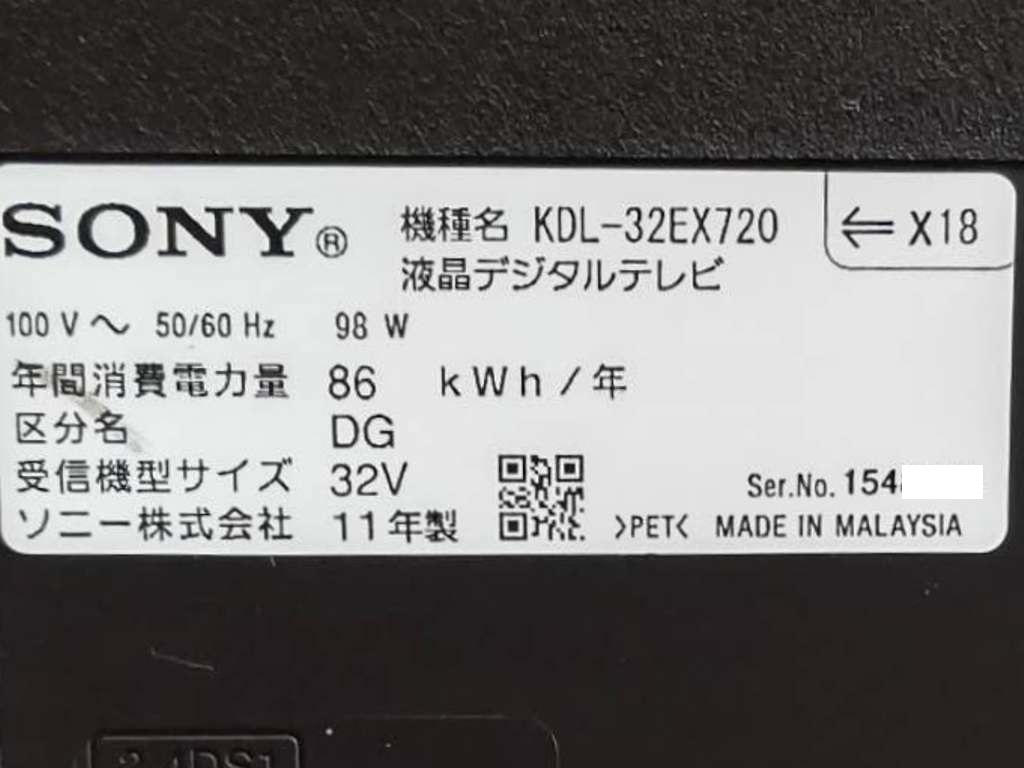 SONY® 機種名 KDL-32EX720 ⇐ X18
液晶デジタルテレビ
100 V ～ 50/60 Hz 98 W
年間消費電力量 86 kWh/年
区分名 DG
受信機型サイズ 32V
Ser.No. 154
ソニー株式会社 11年製 >PET< MADE IN MALAYSIA